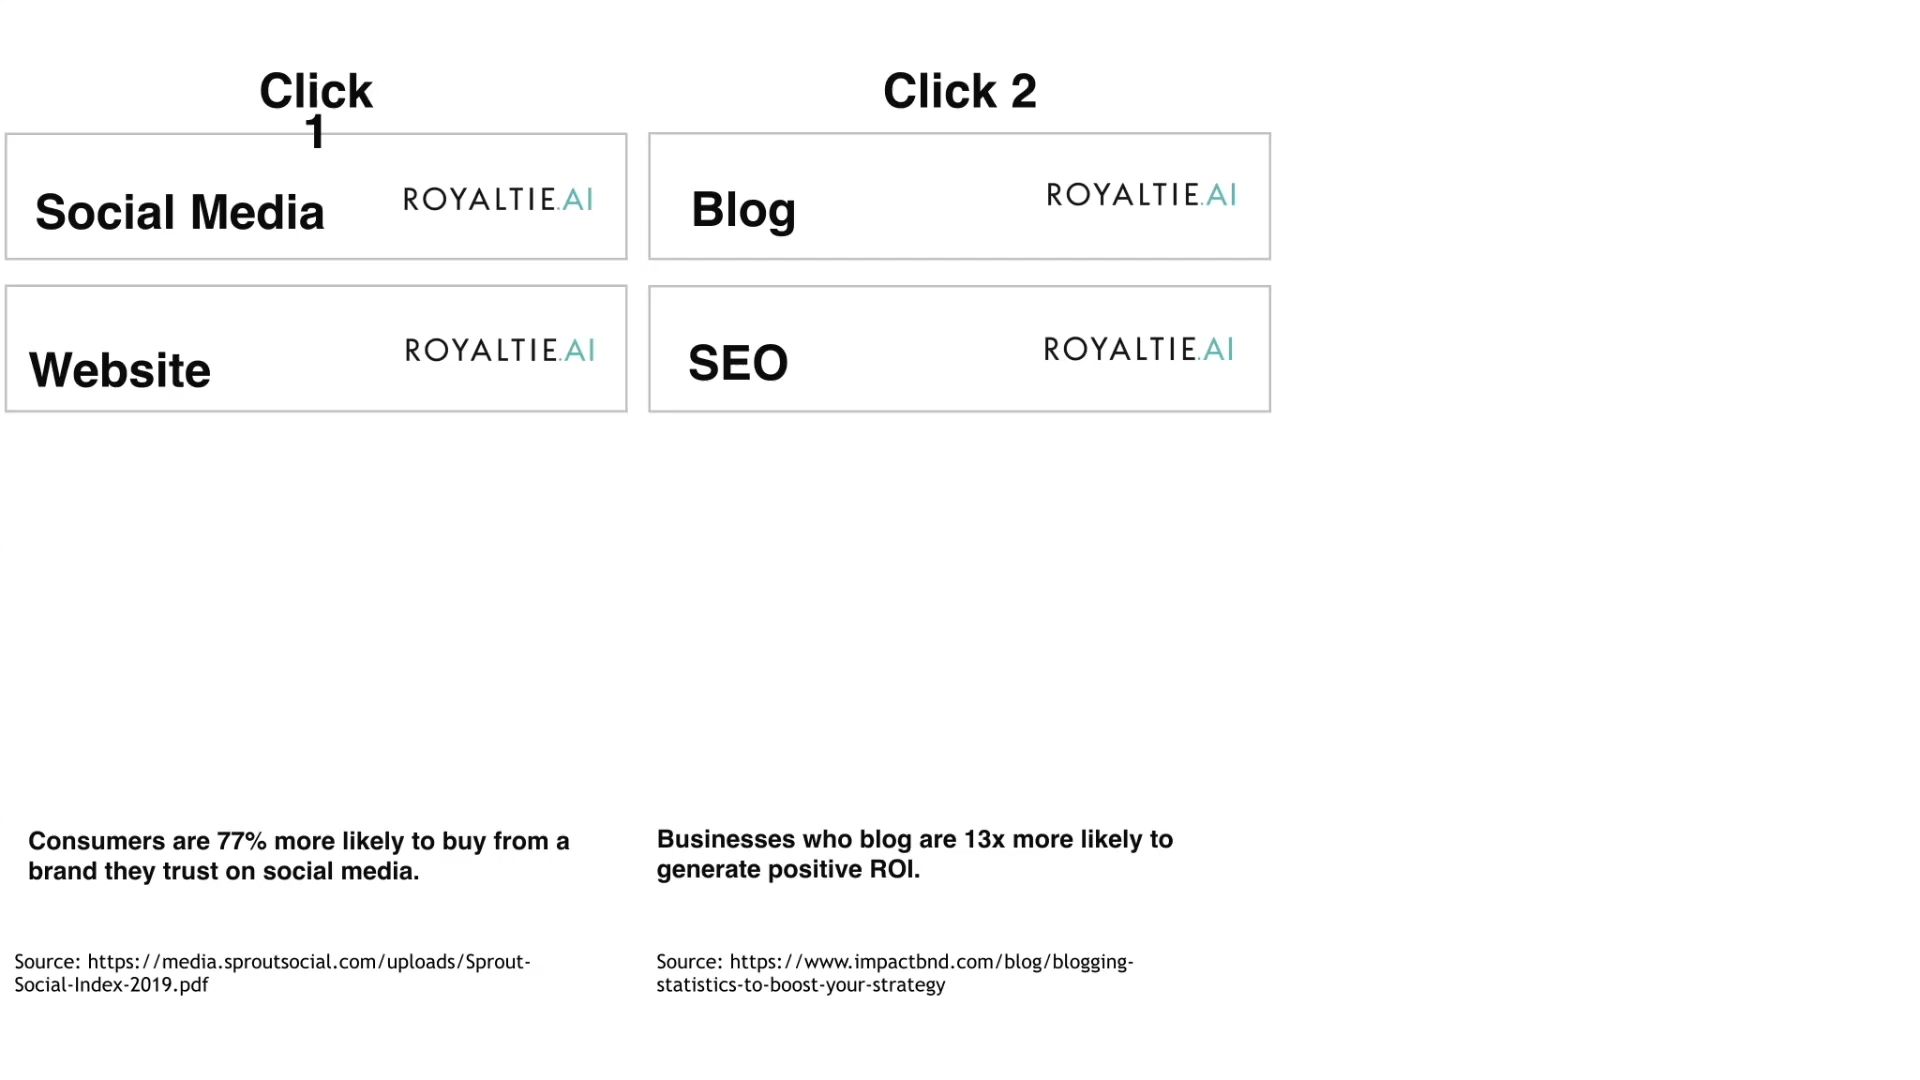 Click
1
Social Media
ROYALTIE.AI
Website
ROYALTIE.AI
Consumers are 77% more likely to buy from a
brand they trust on social media.
Source: https://media.sproutsocial.com/uploads/Sprout-
Social-Index-2019.pdf
Click 2
Blog
ROYALTIE.AI
SEO
ROYALTIE.AI
Businesses who blog are 13x more likely to
generate positive ROI.
Source: https://www.impactbnd.com/blog/blogging-
statistics-to-boost-your-strategy